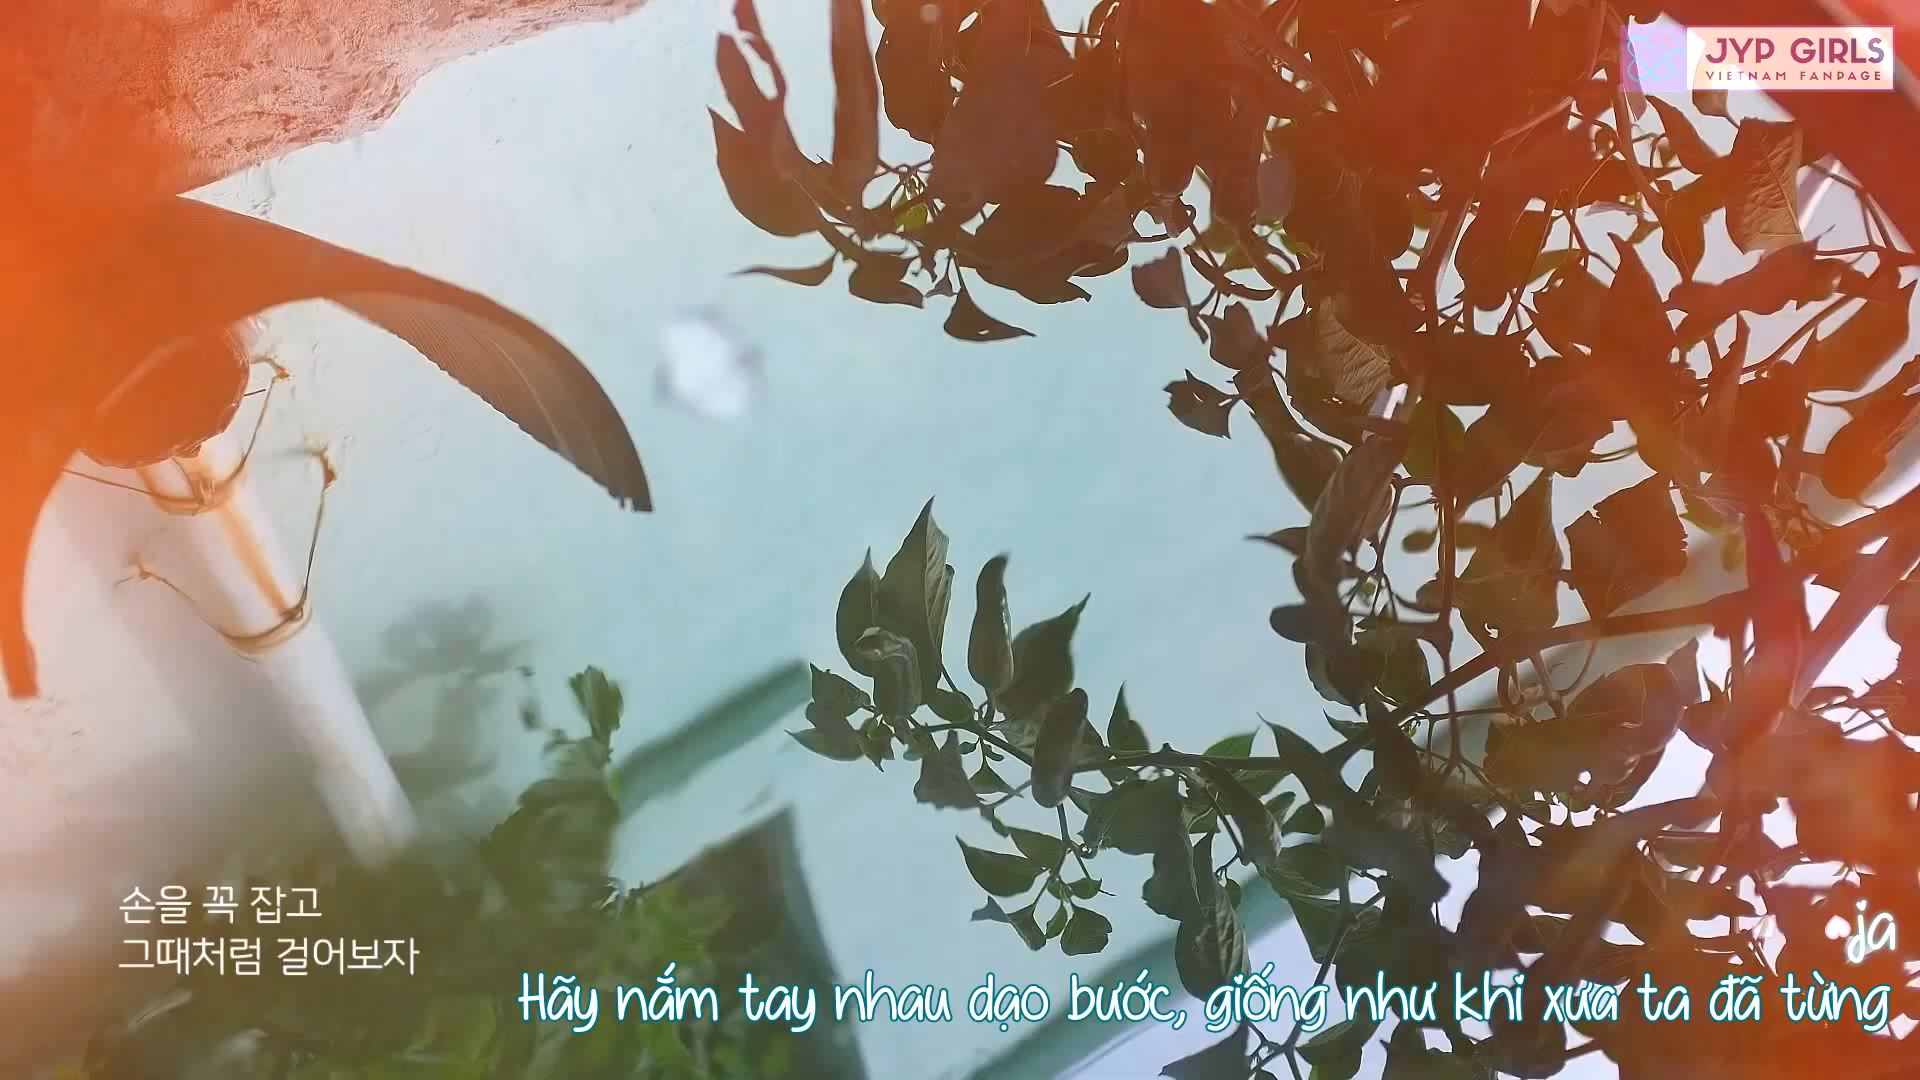 JYP GIRLS
VIETNAM FANPAGE
손을 꼭 잡고
그때처럼 걸어보자
ja
Hãy nắm tay nhau dạo bước, giống như khi xưa ta đã từng